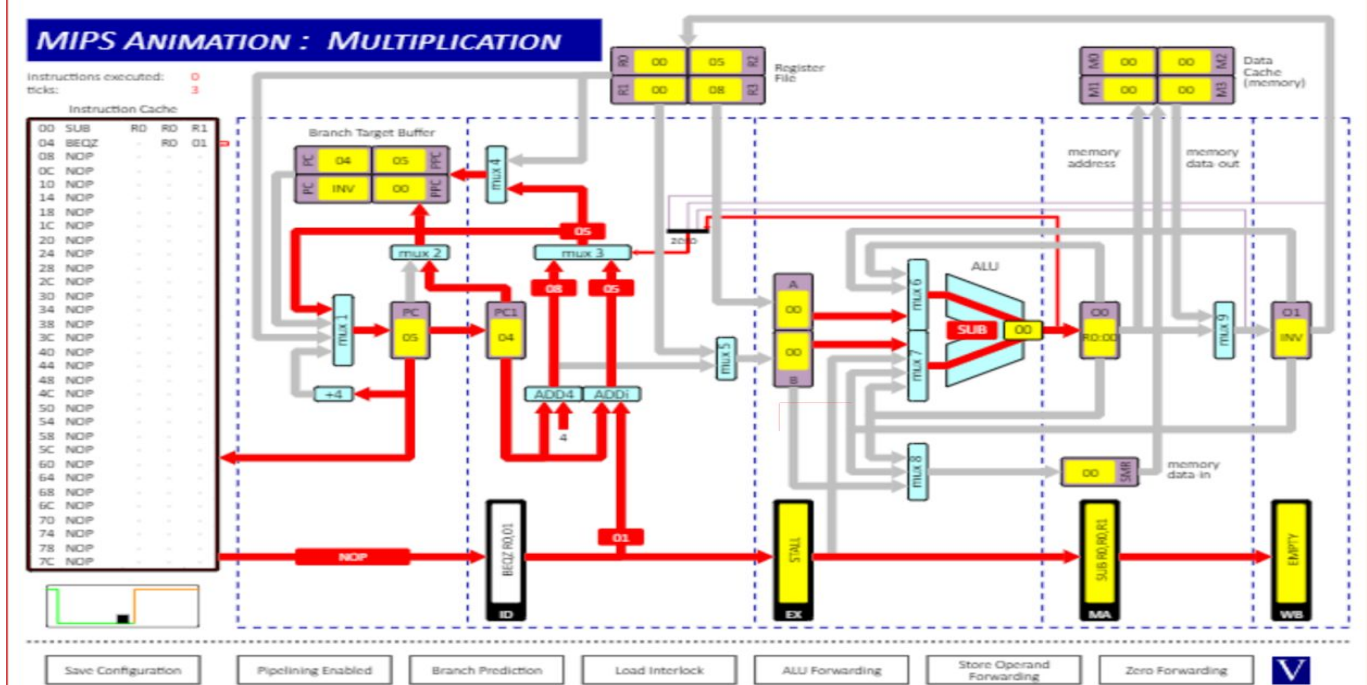 MIPS ANIMATION : MULTIPLICATION
instructions executed: 0
ticks: 3
Instruction Cache
00 SUB R0 R0 R1
04 BEQZ - R0 01
08 NOP - - -
0C NOP - - -
10 NOP - - -
14 NOP - - -
18 NOP - - -
1C NOP - - -
20 NOP - - -
24 NOP - - -
28 NOP - - -
2C NOP - - -
30 NOP - - -
34 NOP - - -
38 NOP - - -
3C NOP - - -
40 NOP - - -
44 NOP - - -
48 NOP - - -
4C NOP - - -
50 NOP - - -
54 NOP - - -
58 NOP - - -
5C NOP - - -
60 NOP - - -
64 NOP - - -
68 NOP - - -
6C NOP - - -
70 NOP - - -
74 NOP - - -
78 NOP - - -
7C NOP - - -
R0 00 05 R2
R1 00 08 R3
Register
File
M0 00 00 M2
M1 00 00 M3
Data
Cache
(memory)
Branch Target Buffer
PC 04 05 PPC
PC INV 00 PPC
mux 4
memory
address
memory
data-out
05
zero
mux 2
mux 3
08
05
mux 1
PC
05
PC1
04
mux 5
A
00
00
B
mux 6
mux 7
ALU
SUB
00
O0
R0:00
mux 9
O1
INV
+4
ADD4
ADDi
4
mux 8
00
SMR
memory
data-in
NOP
01
BEQZ R0,01
ID
STALL
EX
SUB R0,R0,R1
MA
EMPTY
WB
Save Configuration
Pipelining Enabled
Branch Prediction
Load Interlock
ALU Forwarding
Store Operand
Forwarding
Zero Forwarding
V